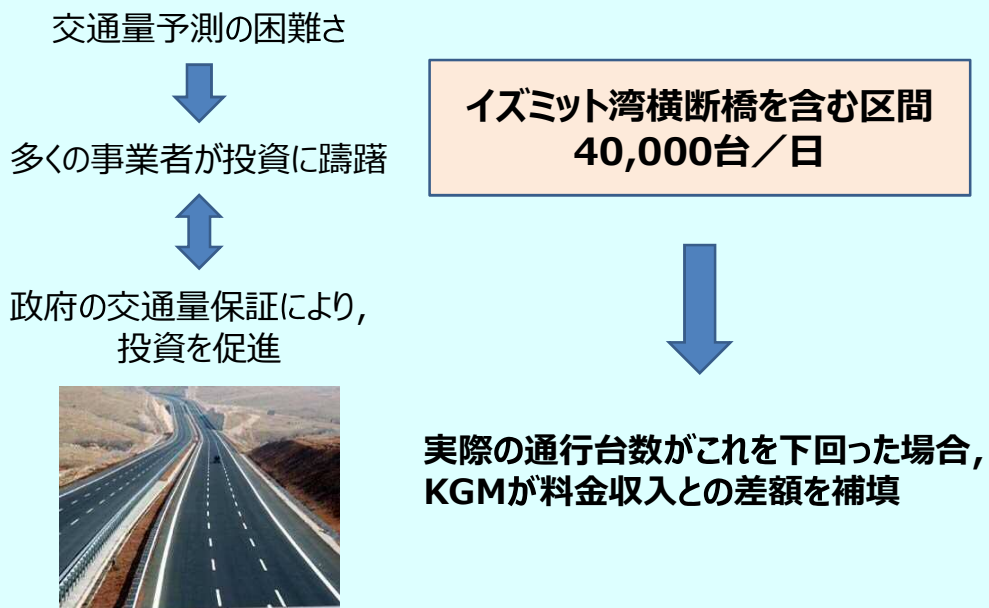 交通量予測の困難さ
多くの事業者が投資に躊躇
政府の交通量保証により,
投資を促進
イズミット湾横断橋を含む区間
40,000台／日
実際の通行台数がこれを下回った場合,
KGMが料金収入との差額を補填